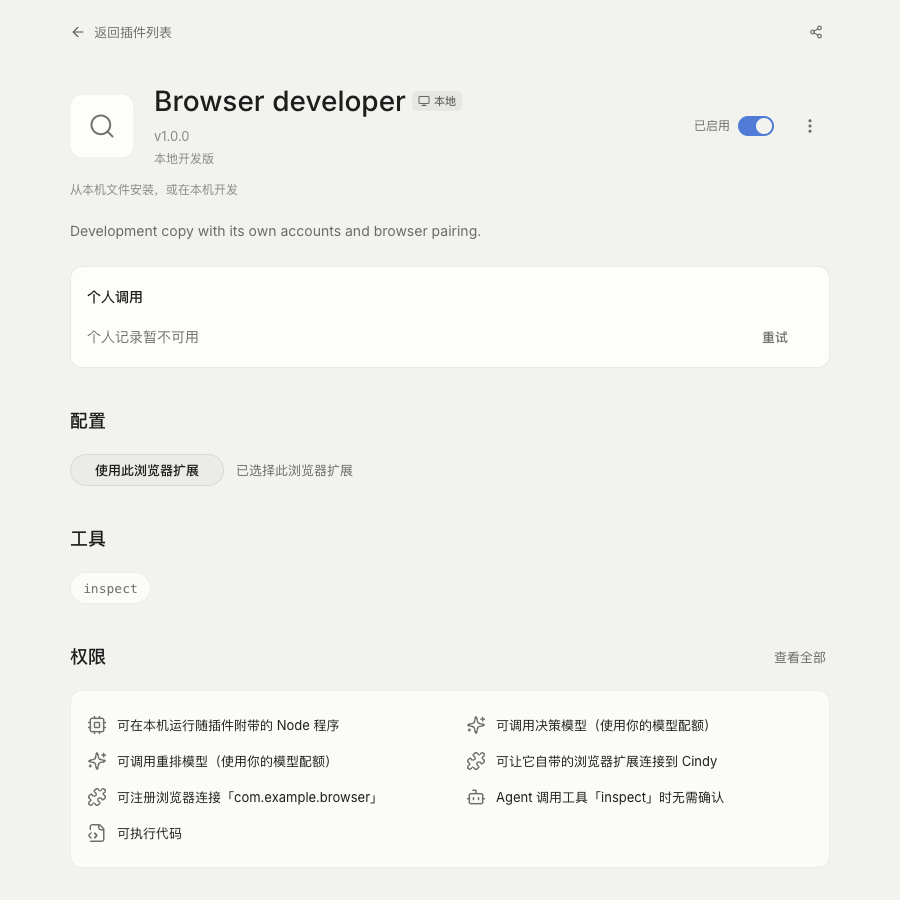 返回插件列表
Browser developer 本地
v1.0.0
已启用
本地开发版
从本机文件安装，或在本机开发
Development copy with its own accounts and browser pairing.
个人调用
个人记录暂不可用 重试
配置
使用此浏览器扩展 已选择此浏览器扩展
工具
inspect
权限 查看全部
可在本机运行随插件附带的 Node 程序 可调用决策模型（使用你的模型配额）
可调用重排模型（使用你的模型配额） 可让它自带的浏览器扩展连接到 Cindy
可注册浏览器连接「com.example.browser」 Agent 调用工具「inspect」时无需确认
可执行代码